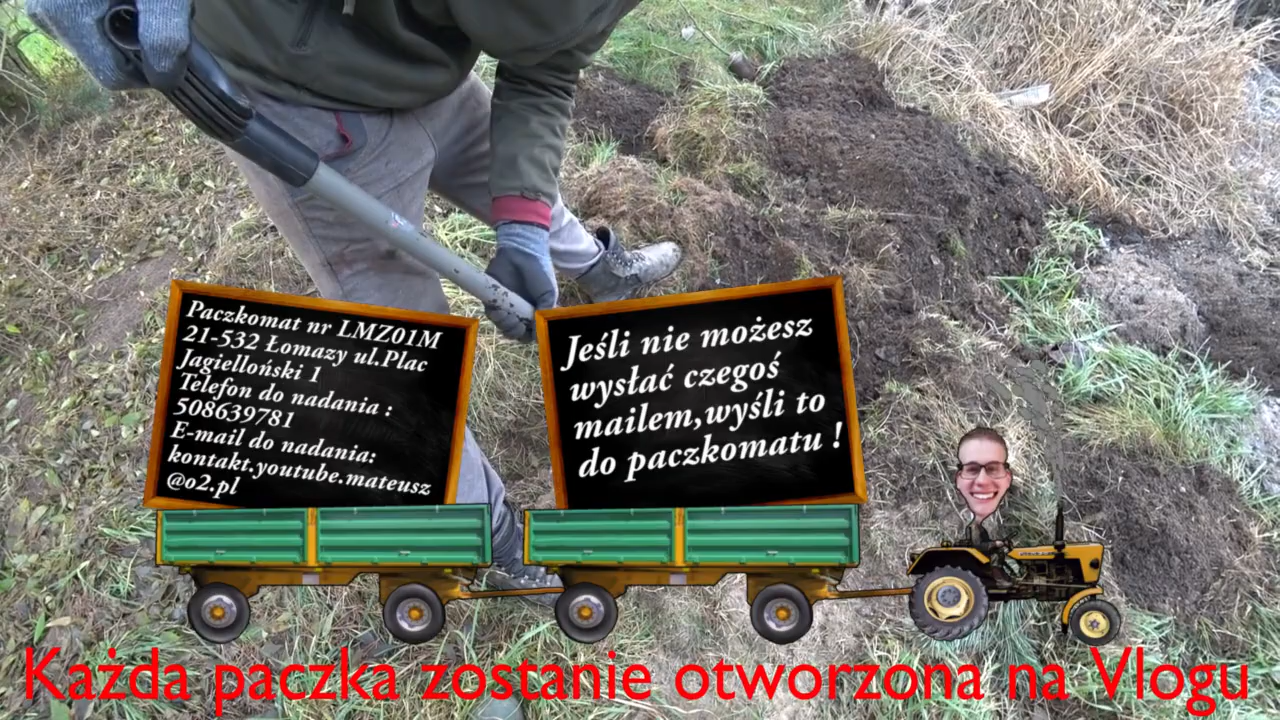 Paczkomat nr LMZ01M
21-532 Łomazy ul.Plac
Jagielloński 1
Telefon do nadania :
508639781
E-mail do nadania:
kontakt.youtube.mateusz
@o2.pl
Jeśli nie możesz
wysłać czegoś
mailem,wyśli to
do paczkomatu !
Każda paczka zostanie otworzona na Vlogu